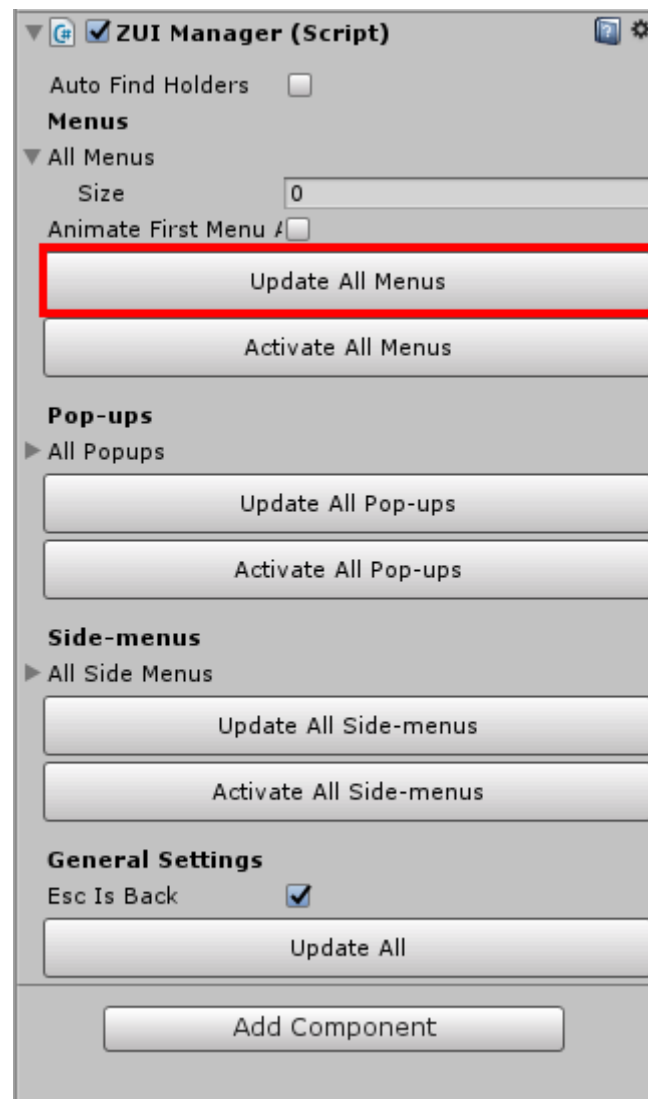 ZUI Manager (Script)
Auto Find Holders
Menus
All Menus
Size 0
Animate First Menu
Update All Menus
Activate All Menus
Pop-ups
All Popups
Update All Pop-ups
Activate All Pop-ups
Side-menus
All Side Menus
Update All Side-menus
Activate All Side-menus
General Settings
Esc Is Back
Update All
Add Component